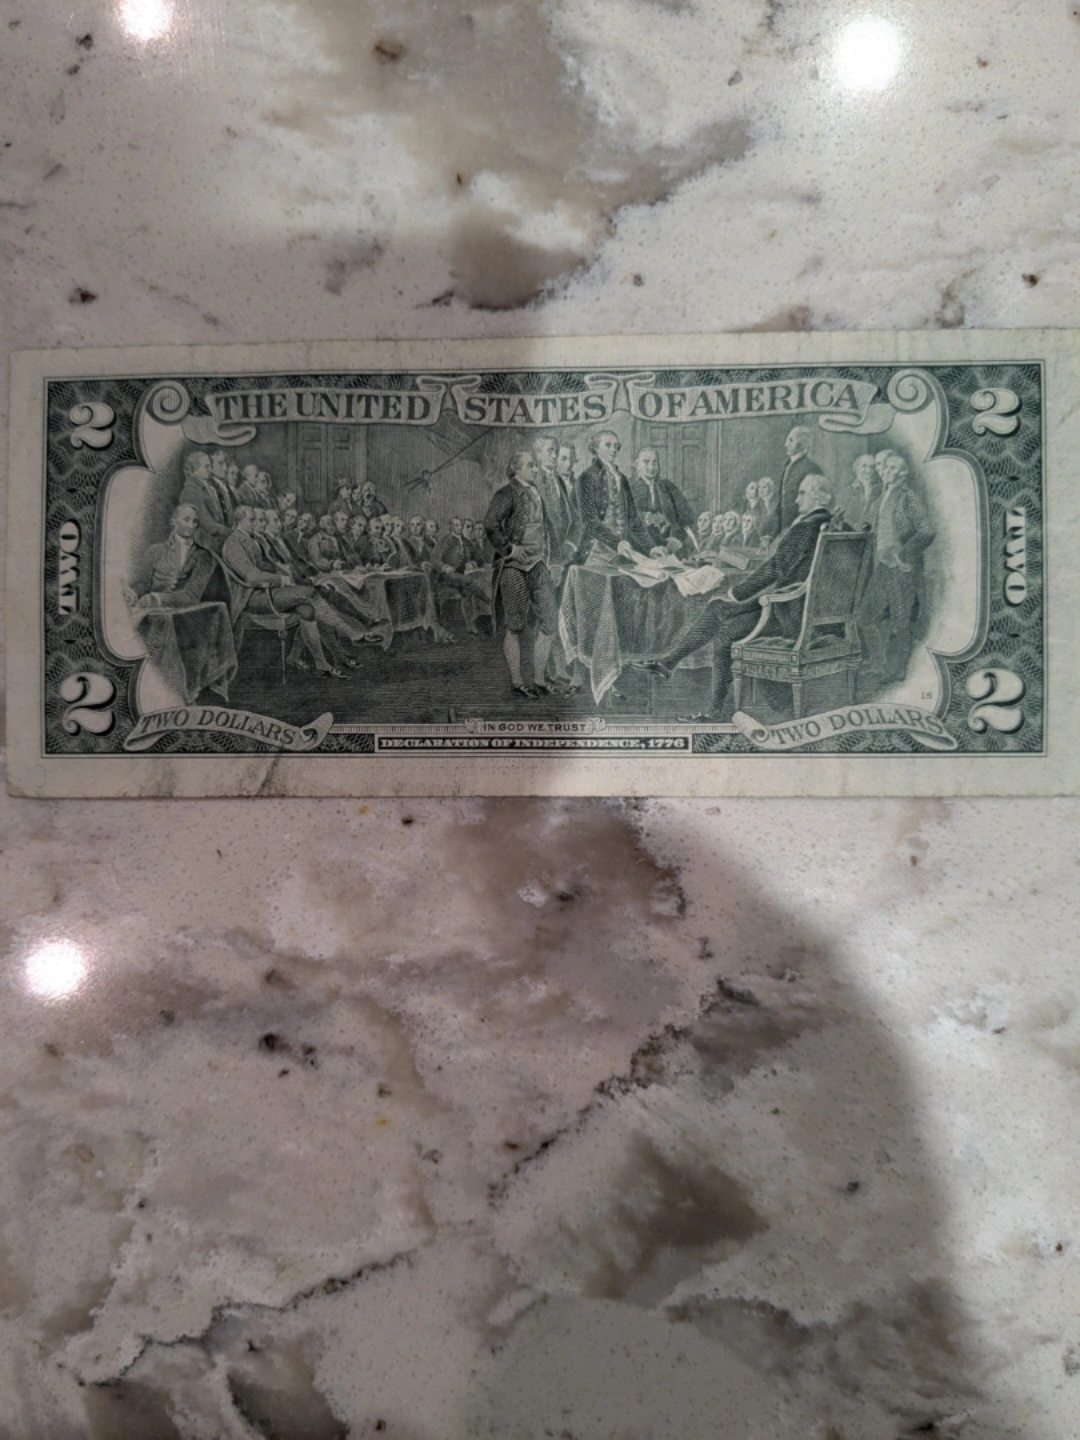 THE UNITED STATES OF AMERICA
2
2
TWO
TWO
2
2
TWO DOLLARS
IN GOD WE TRUST
TWO DOLLARS
DECLARATION OF INDEPENDENCE, 1776